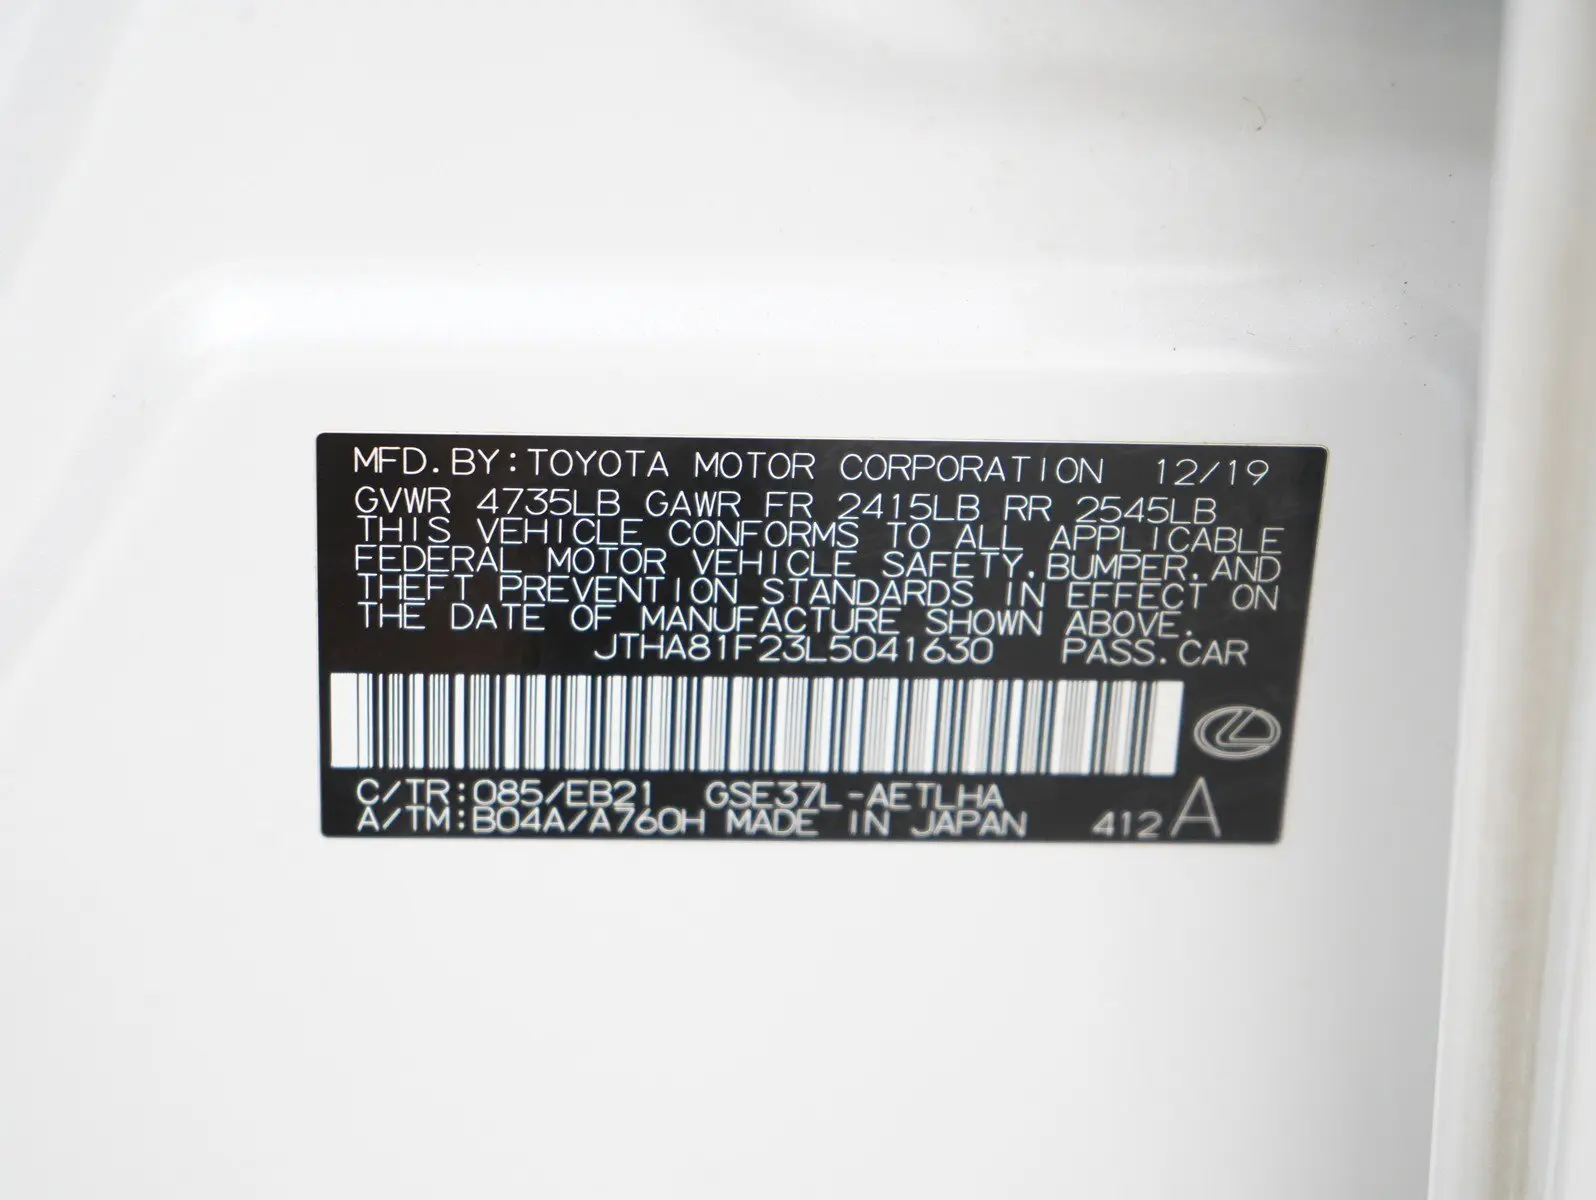 MFD. BY: TOYOTA MOTOR CORPORATION 12/19
GVWR 4735LB GAWR FR 2415LB RR 2545LB
THIS VEHICLE CONFORMS TO ALL APPLICABLE
FEDERAL MOTOR VEHICLE SAFETY, BUMPER, AND
THEFT PREVENTION STANDARDS IN EFFECT ON
THE DATE OF MANUFACTURE SHOWN ABOVE.
JTHA81F23L5041630 PASS. CAR
C/TR: 085/EB21 GSE37L-AETLHA
A/TM: B04A/A760H MADE IN JAPAN 412 A